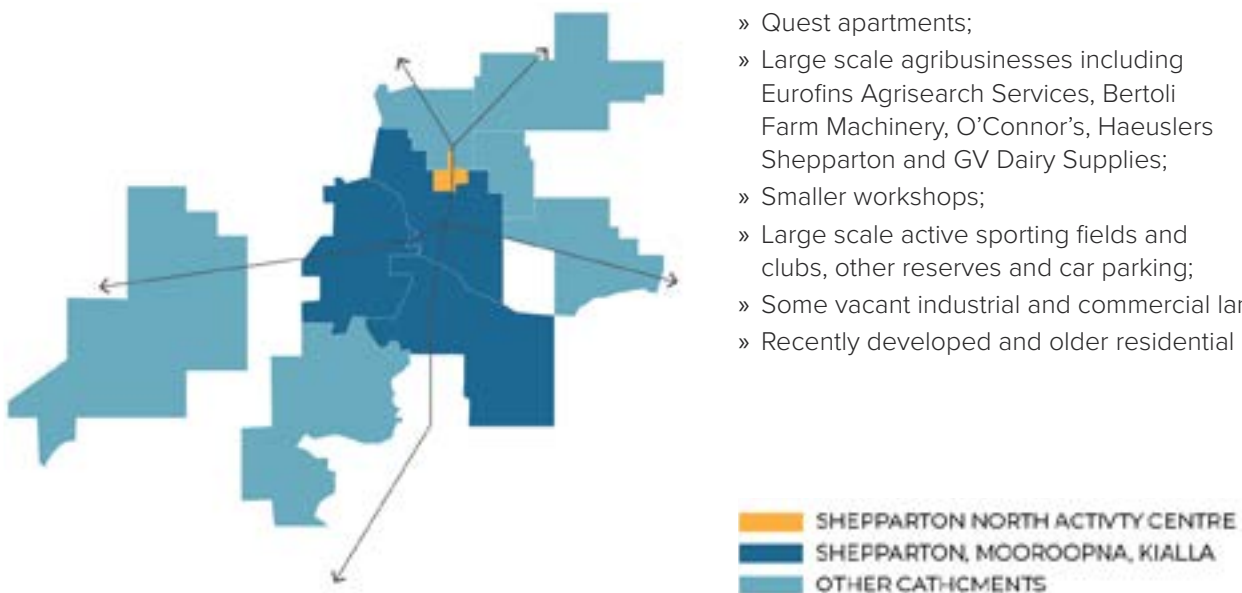 » Quest apartments;
» Large scale agribusinesses including
Eurofins Agrisearch Services, Bertoli
Farm Machinery, O’Connor’s, Haeuslers
Shepparton and GV Dairy Supplies;
» Smaller workshops;
» Large scale active sporting fields and
clubs, other reserves and car parking;
» Some vacant industrial and commercial
» Recently developed and older residential
SHEPPARTON NORTH ACTIVTY CENTRE
SHEPPARTON, MOOROOPNA, KIALLA
OTHER CATHCMENTS